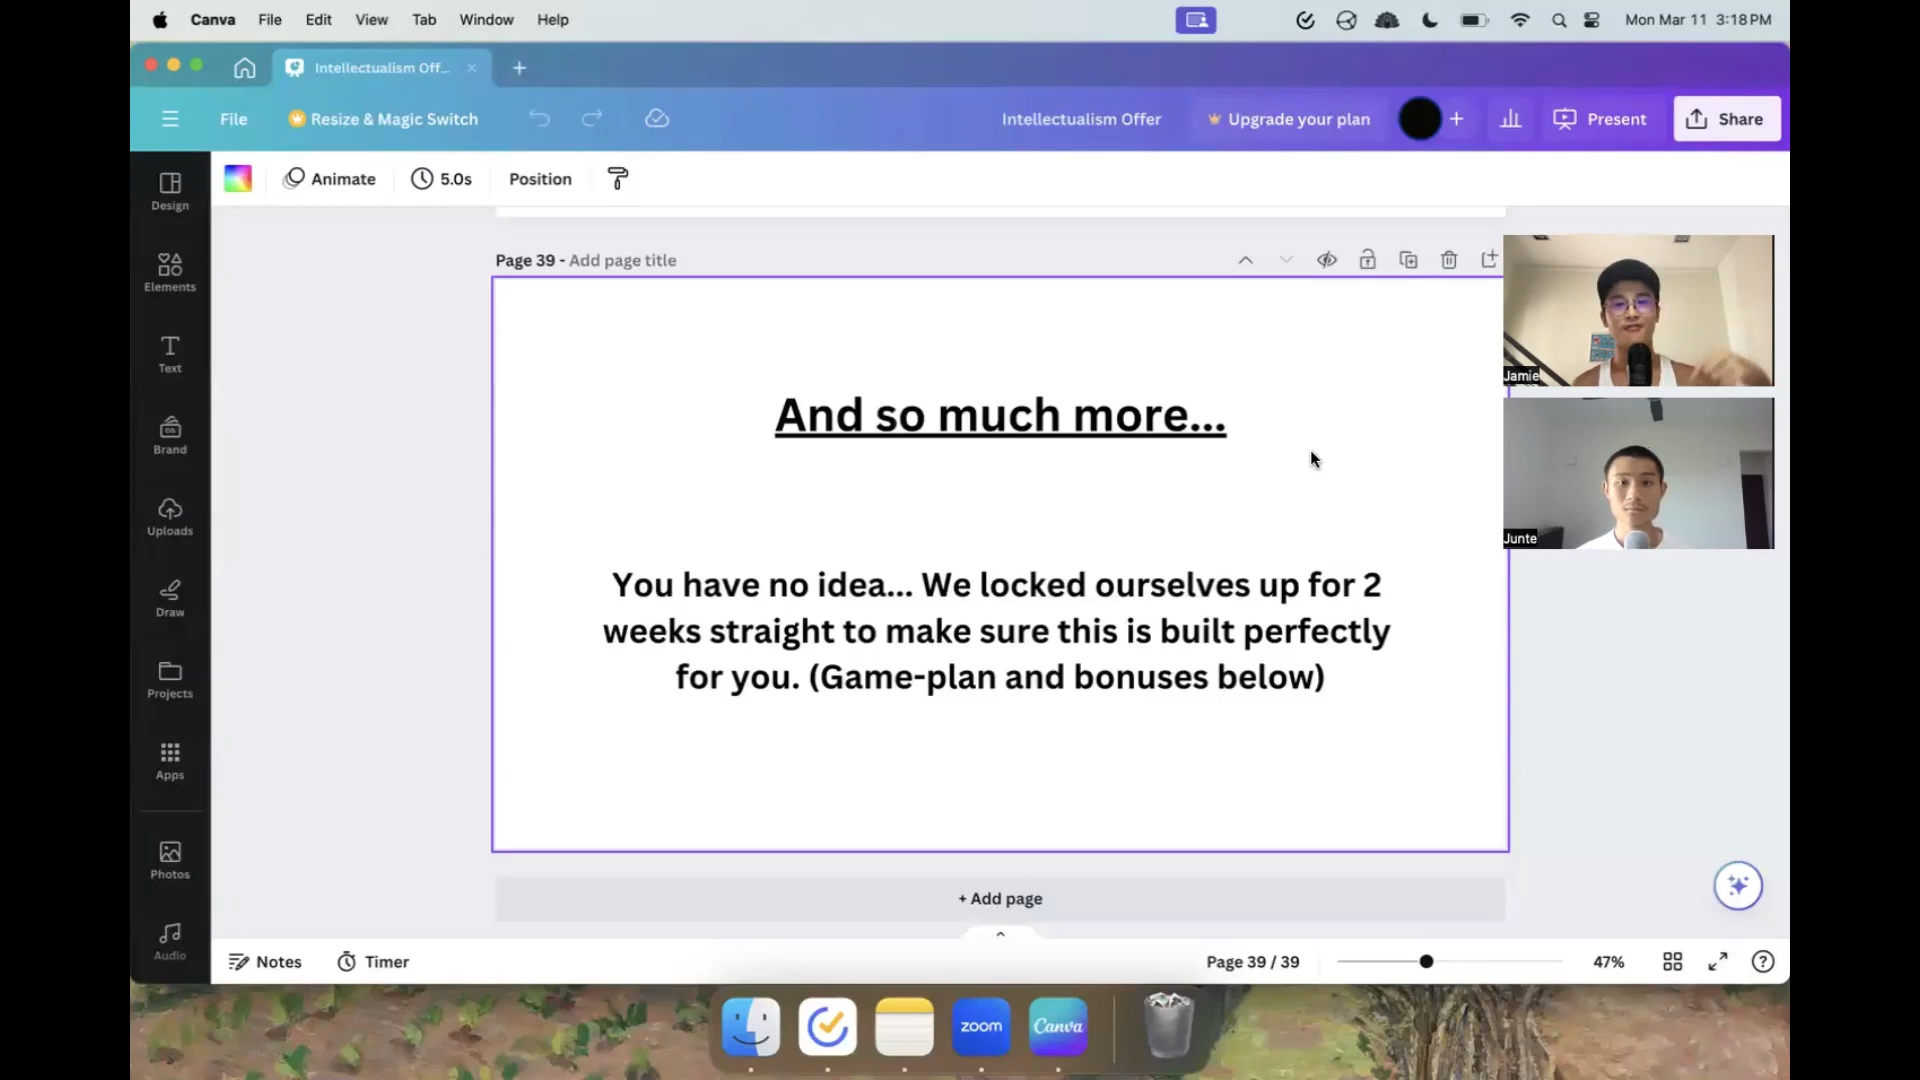 Canva File Edit View Tab Window Help Mon Mar 11 3:18 PM
Intellectualism Off...
File Resize & Magic Switch Intellectualism Offer Upgrade your plan Present Share
Animate 5.0s Position
Design
Elements
Text
Brand
Uploads
Draw
Projects
Apps
Photos
Audio
Page 39 - Add page title
And so much more...
You have no idea... We locked ourselves up for 2
weeks straight to make sure this is built perfectly
for you. (Game-plan and bonuses below)
Jamie
Junte
+ Add page
Notes Timer Page 39 / 39 47%
zoom Canva